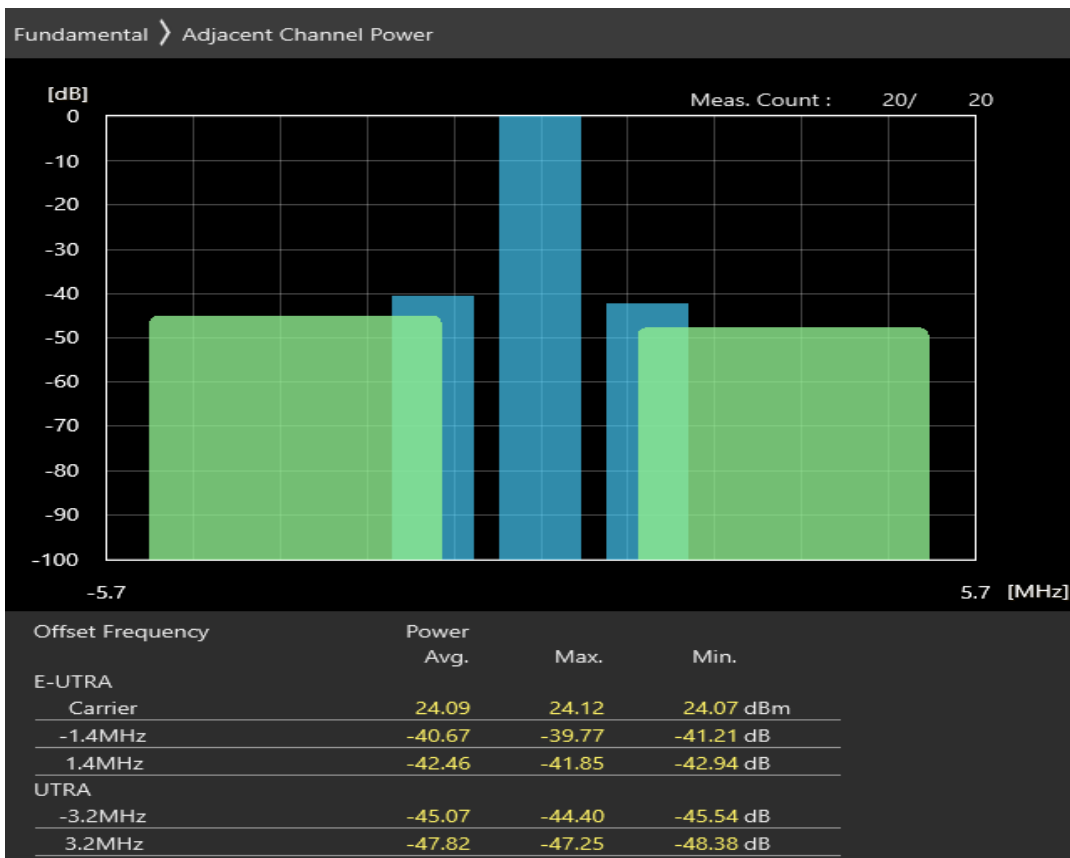 Fundamental 〉 Adjacent Channel Power
[dB]
Meas. Count : 20/ 20
0
-10
-20
-30
-40
-50
-60
-70
-80
-90
-100
-5.7 5.7 [MHz]
Offset Frequency Power
Avg. Max. Min.
E-UTRA
Carrier 24.09 24.12 24.07 dBm
-1.4MHz -40.67 -39.77 -41.21 dB
1.4MHz -42.46 -41.85 -42.94 dB
UTRA
-3.2MHz -45.07 -44.40 -45.54 dB
3.2MHz -47.82 -47.25 -48.38 dB